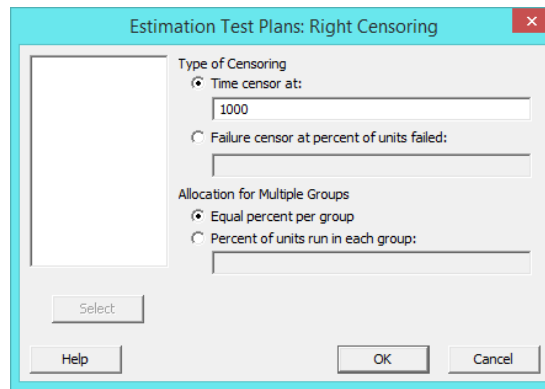 Estimation Test Plans: Right Censoring
Type of Censoring
Time censor at:
1000
Failure censor at percent of units failed:
Allocation for Multiple Groups
Equal percent per group
Percent of units run in each group:
Select
Help
OK
Cancel